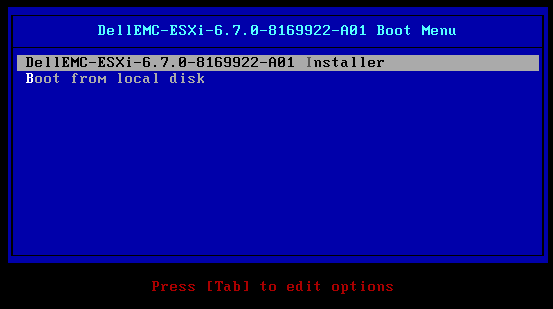 DellEMC-ESXi-6.7.0-8169922-A01 Boot Menu
DellEMC-ESXi-6.7.0-8169922-A01 Installer
Boot from local disk
Press [Tab] to edit options